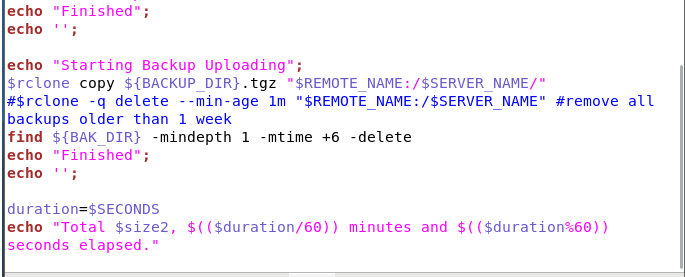 echo "Finished";
echo '';

echo "Starting Backup Uploading";
$rclone copy ${BACKUP_DIR}.tgz "$REMOTE_NAME:/$SERVER_NAME/"
#$rclone -q delete --min-age 1m "$REMOTE_NAME:/$SERVER_NAME" #remove all
backups older than 1 week
find ${BAK_DIR} -mindepth 1 -mtime +6 -delete
echo "Finished";
echo '';

duration=$SECONDS
echo "Total $size2, $(($duration/60)) minutes and $(($duration%60))
seconds elapsed."